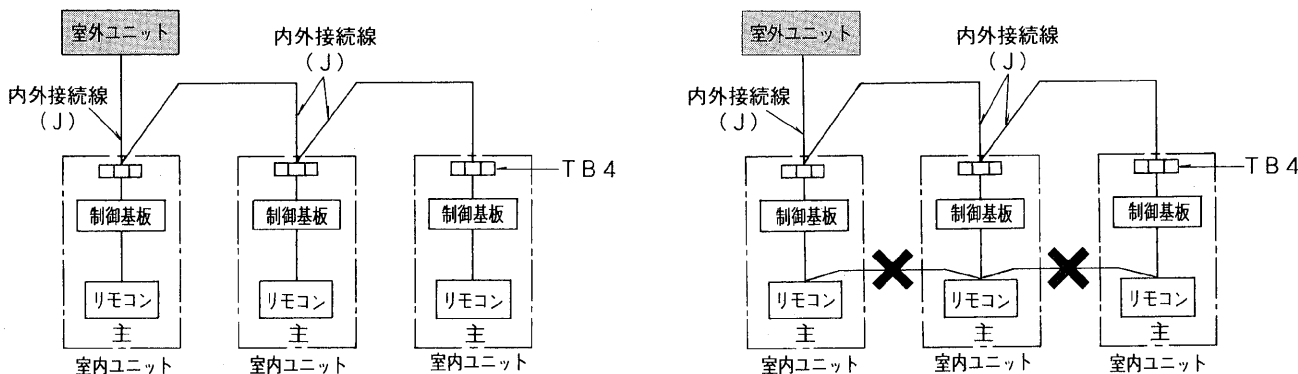 室外ユニット
内外接続線
(J)
内外接続線
(J)
TB4
制御基板
制御基板
制御基板
リモコン
リモコン
リモコン
主
主
主
室内ユニット
室内ユニット
室内ユニット
室外ユニット
内外接続線
(J)
内外接続線
(J)
TB4
制御基板
制御基板
制御基板
リモコン
リモコン
リモコン
主
主
主
室内ユニット
室内ユニット
室内ユニット